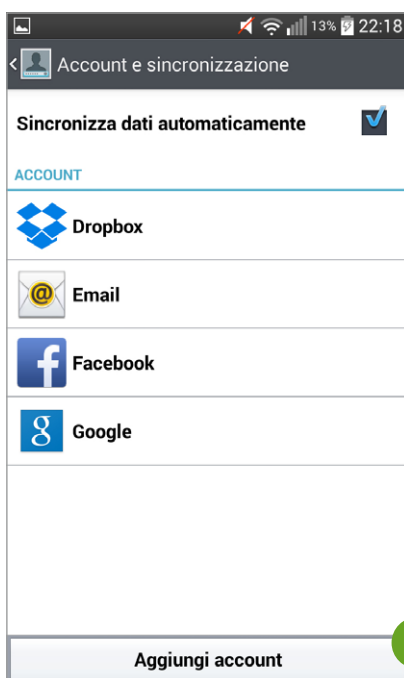 13% 22:18
Account e sincronizzazione
Sincronizza dati automaticamente
ACCOUNT
Dropbox
@ Email
f Facebook
g Google
Aggiungi account